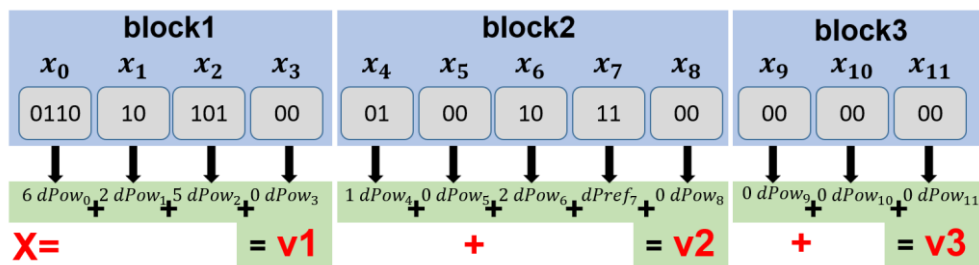 block1 block2 block3
x₀ x₁ x₂ x₃ x₄ x₅ x₆ x₇ x₈ x₉ x₁₀ x₁₁
0110 10 101 00 01 00 10 11 00 00 00 00
6 dPow₀ + 2 dPow₁ + 5 dPow₂ + 0 dPow₃ 1 dPow₄ + 0 dPow₅ + 2 dPow₆ + dPref₇ + 0 dPow₈ 0 dPow₉ + 0 dPow₁₀ + 0 dPow₁₁
X= = v1 + = v2 + = v3